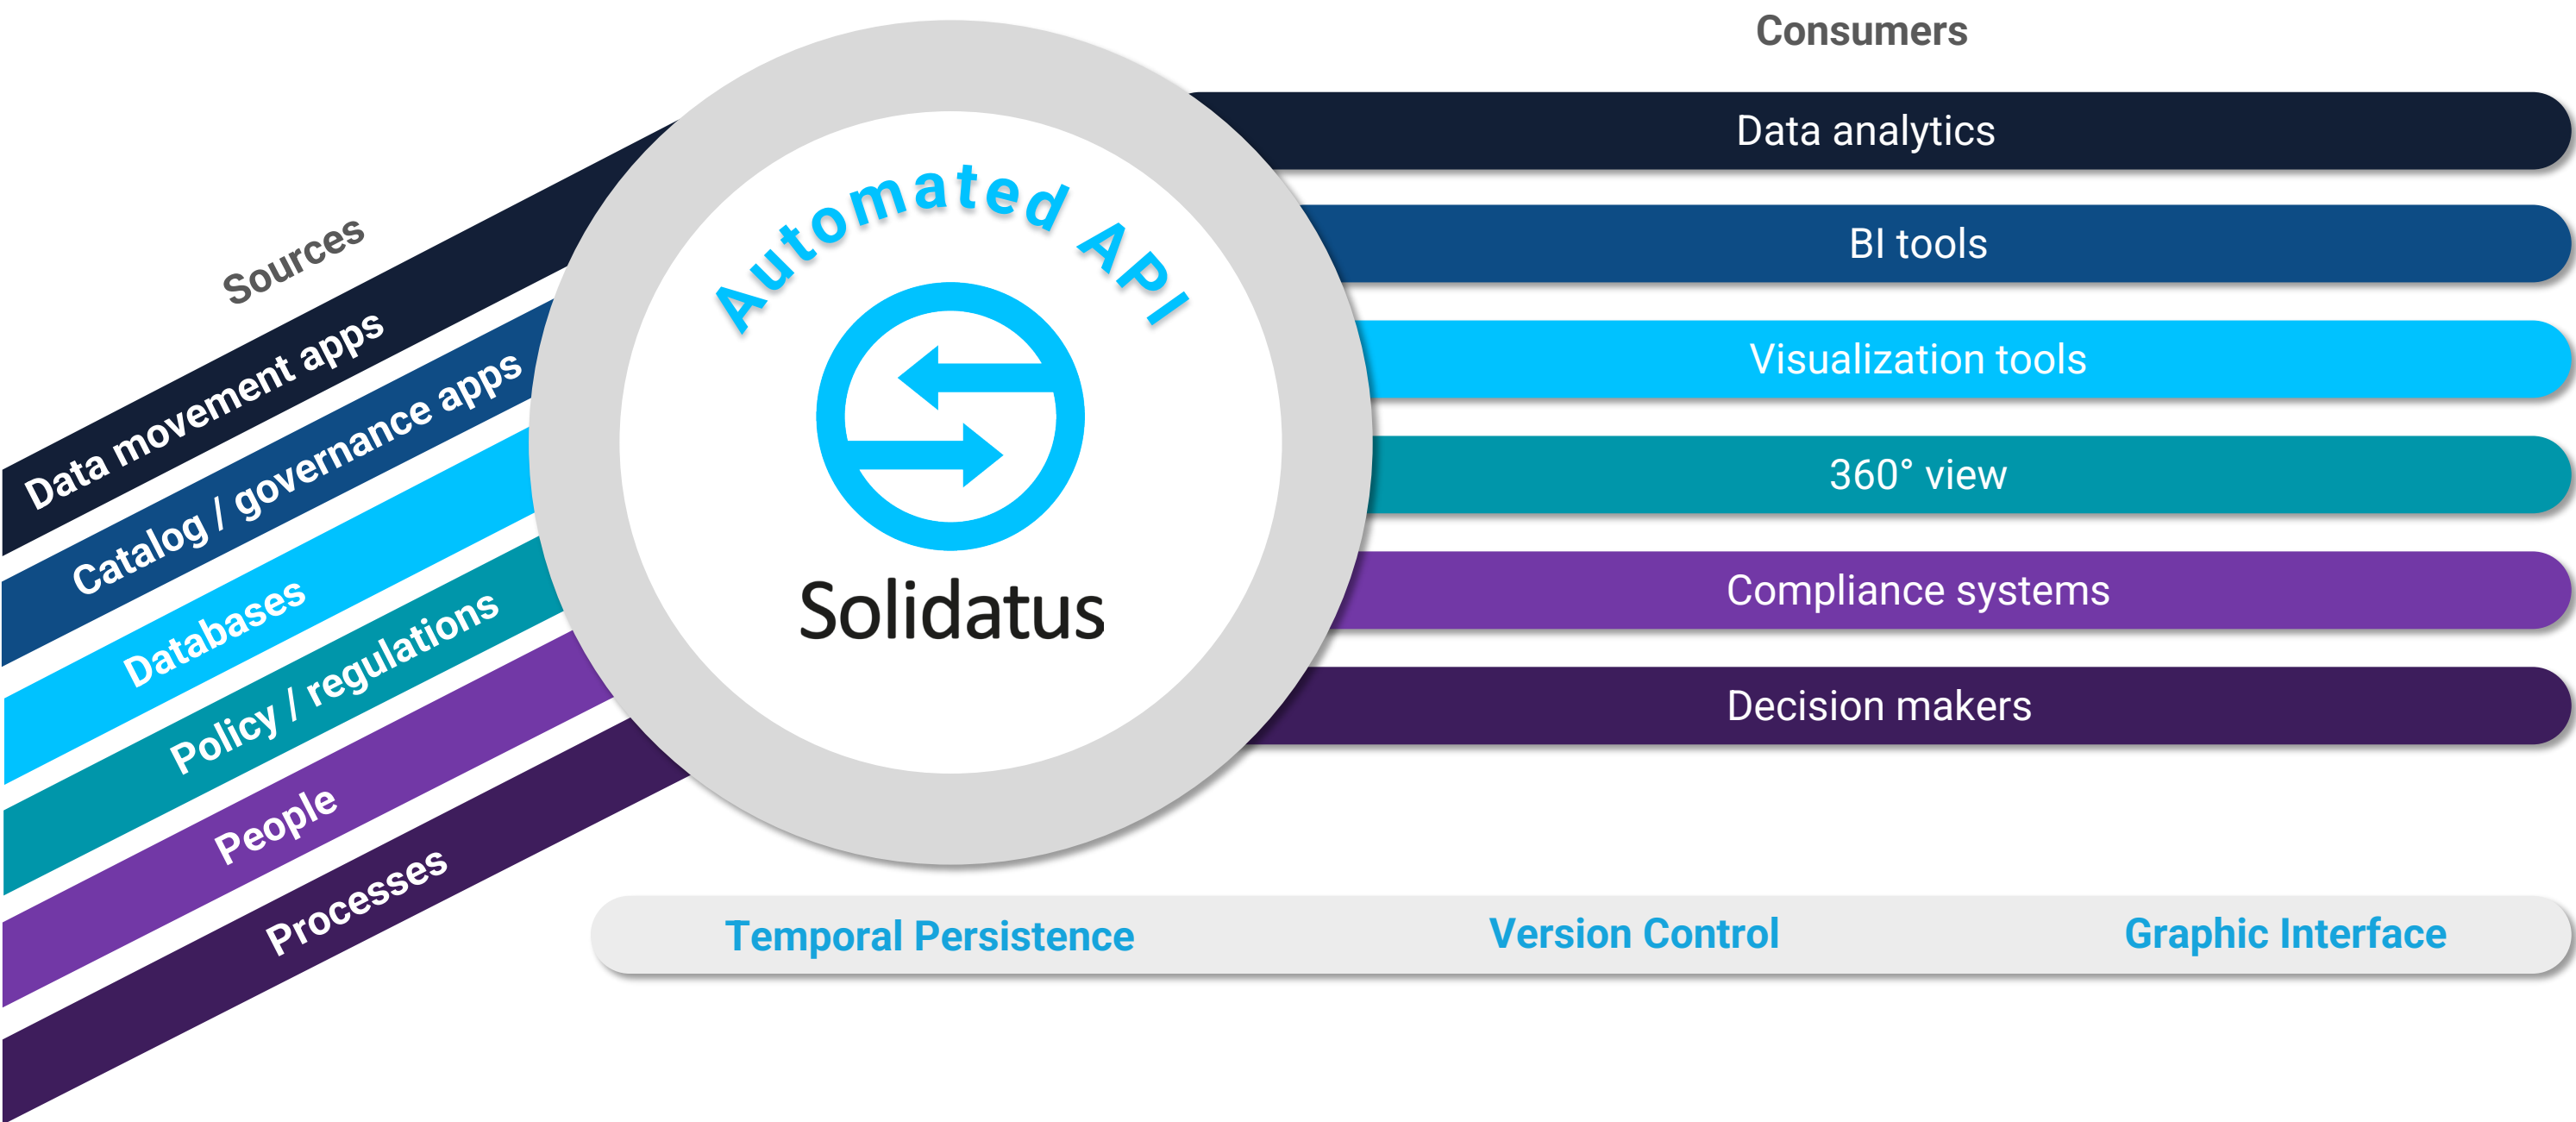 Sources
Data movement apps
Catalog / governance apps
Databases
Policy / regulations
People
Processes
Automated API
Solidatus
Consumers
Data analytics
BI tools
Visualization tools
360° view
Compliance systems
Decision makers
Temporal Persistence
Version Control
Graphic Interface